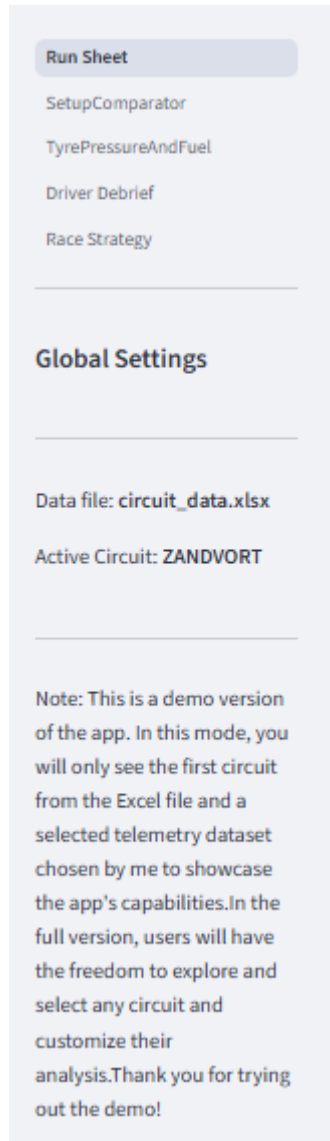 Run Sheet
SetupComparator
TyrePressureAndFuel
Driver Debrief
Race Strategy
Global Settings
Data file: circuit_data.xlsx
Active Circuit: ZANDVORT
Note: This is a demo version
of the app. In this mode, you
will only see the first circuit
from the Excel file and a
selected telemetry dataset
chosen by me to showcase
the app's capabilities.In the
full version, users will have
the freedom to explore and
select any circuit and
customize their
analysis.Thank you for trying
out the demo!